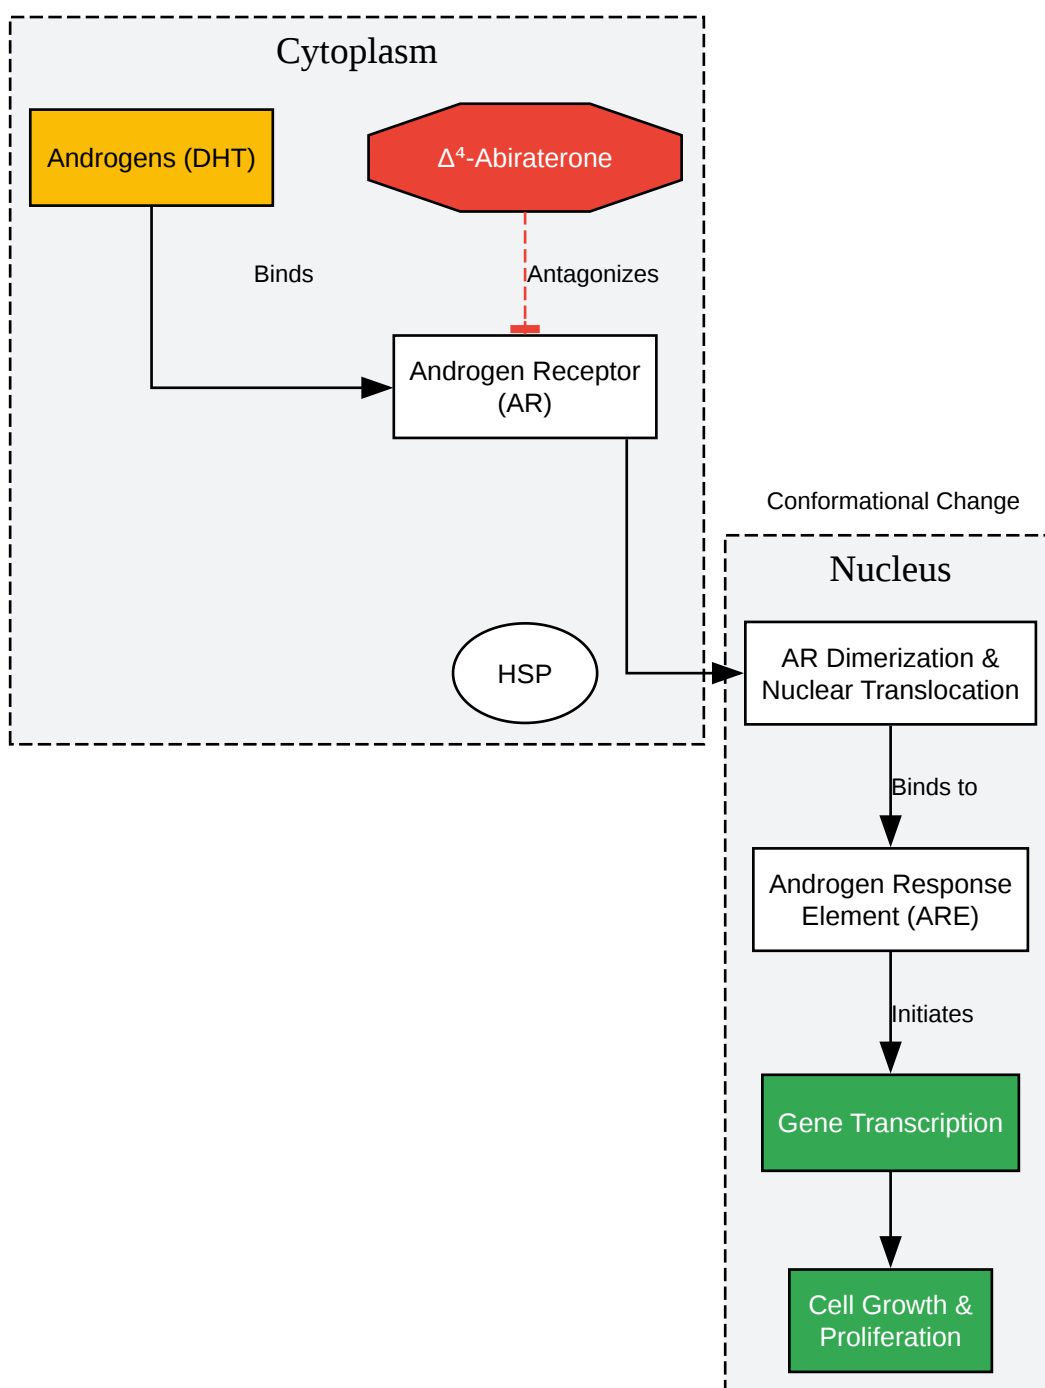 Cytoplasm
Androgens (DHT)
Δ⁴-Abiraterone
Binds
Antagonizes
Androgen Receptor
(AR)
Conformational Change
Nucleus
HSP
AR Dimerization &
Nuclear Translocation
Binds to
Androgen Response
Element (ARE)
Initiates
Gene Transcription
Cell Growth &
Proliferation